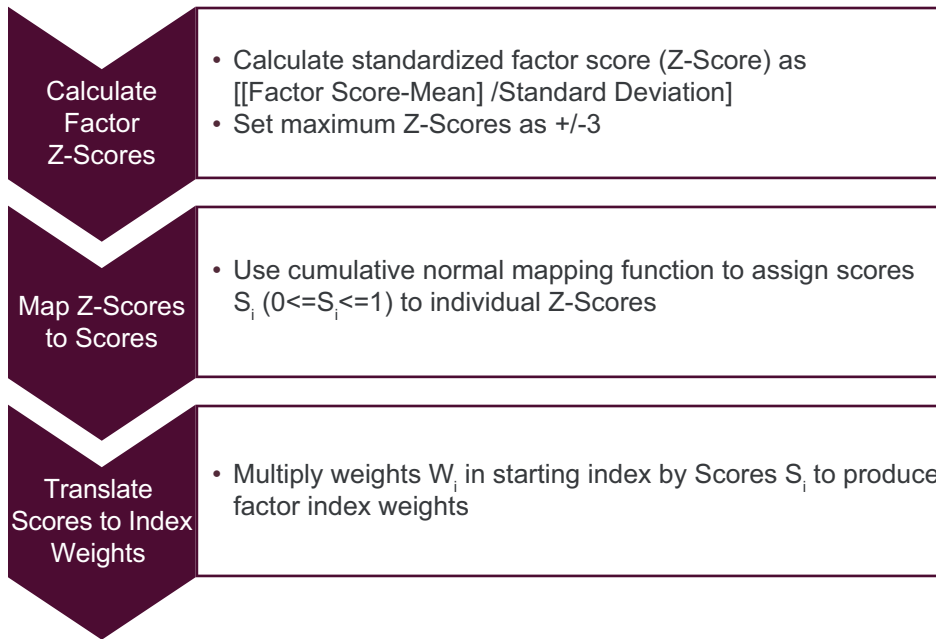 Calculate
Factor
Z-Scores
• Calculate standardized factor score (Z-Score) as
[[Factor Score-Mean] /Standard Deviation]
• Set maximum Z-Scores as +/-3
Map Z-Scores
to Scores
• Use cumulative normal mapping function to assign scores
Si (0<=Si<=1) to individual Z-Scores
Translate
Scores to Index
Weights
• Multiply weights Wi in starting index by Scores Si to produce
factor index weights